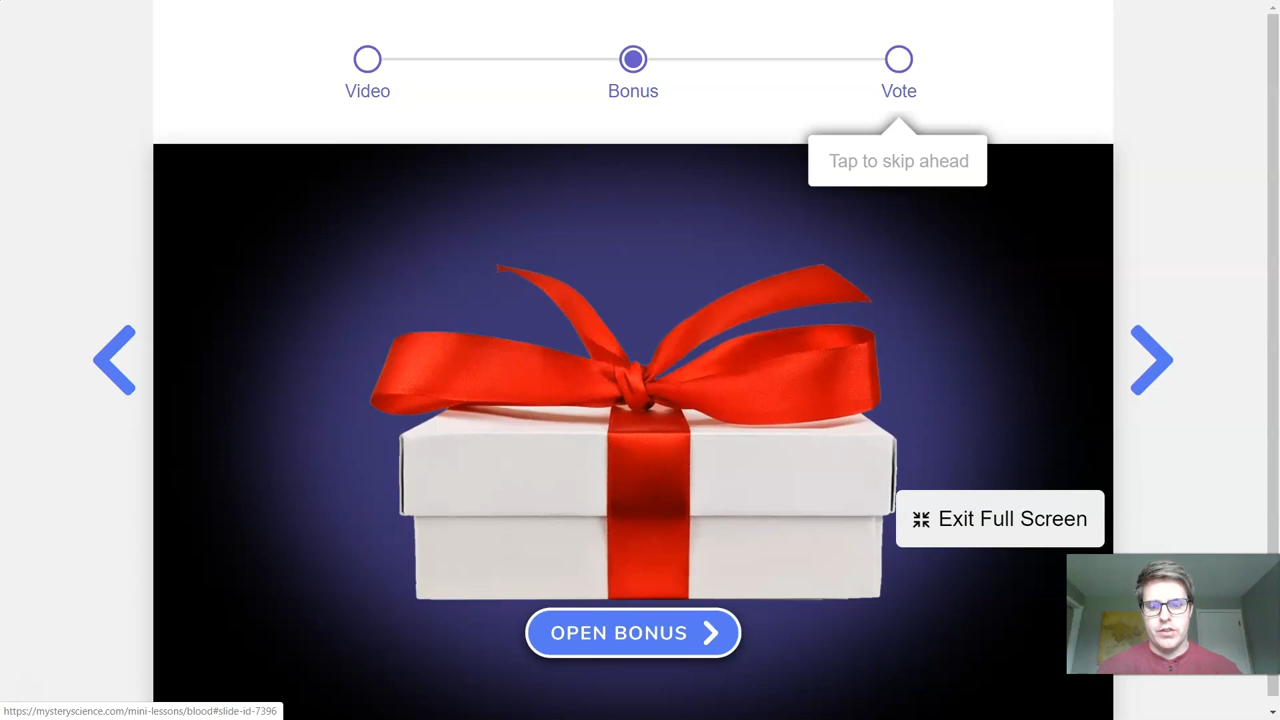 Video
Bonus
Vote
Tap to skip ahead
Exit Full Screen
OPEN BONUS
https://mysteryscience.com/mini-lessons/blood#slide-id-7396